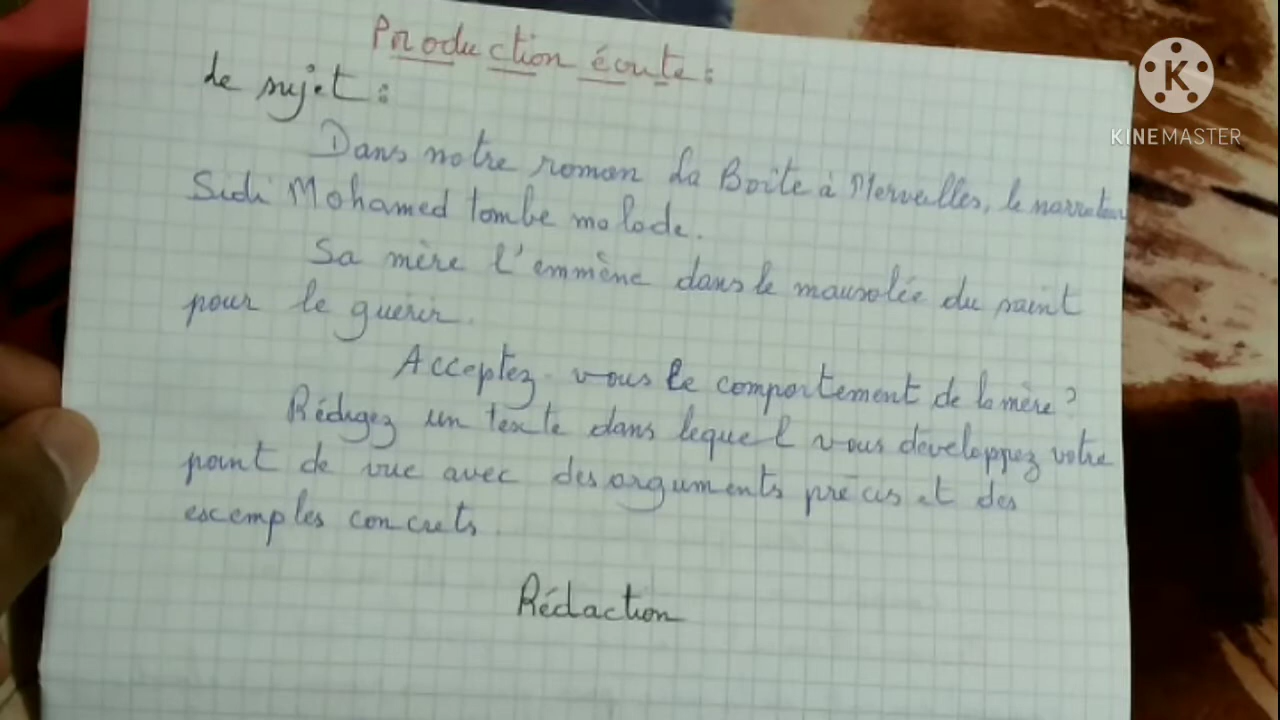 Production écrite :
Le sujet :
Dans notre roman La Boîte à Merveilles, le narrateur
Sidi Mohamed tombe malade.
Sa mère l'emmène dans le mausolée du saint
pour le guérir.
Acceptez-vous le comportement de la mère ?
Rédigez un texte dans lequel vous développez votre
point de vue avec des arguments précis et des
exemples concrets
Rédaction
K
KINEMASTER